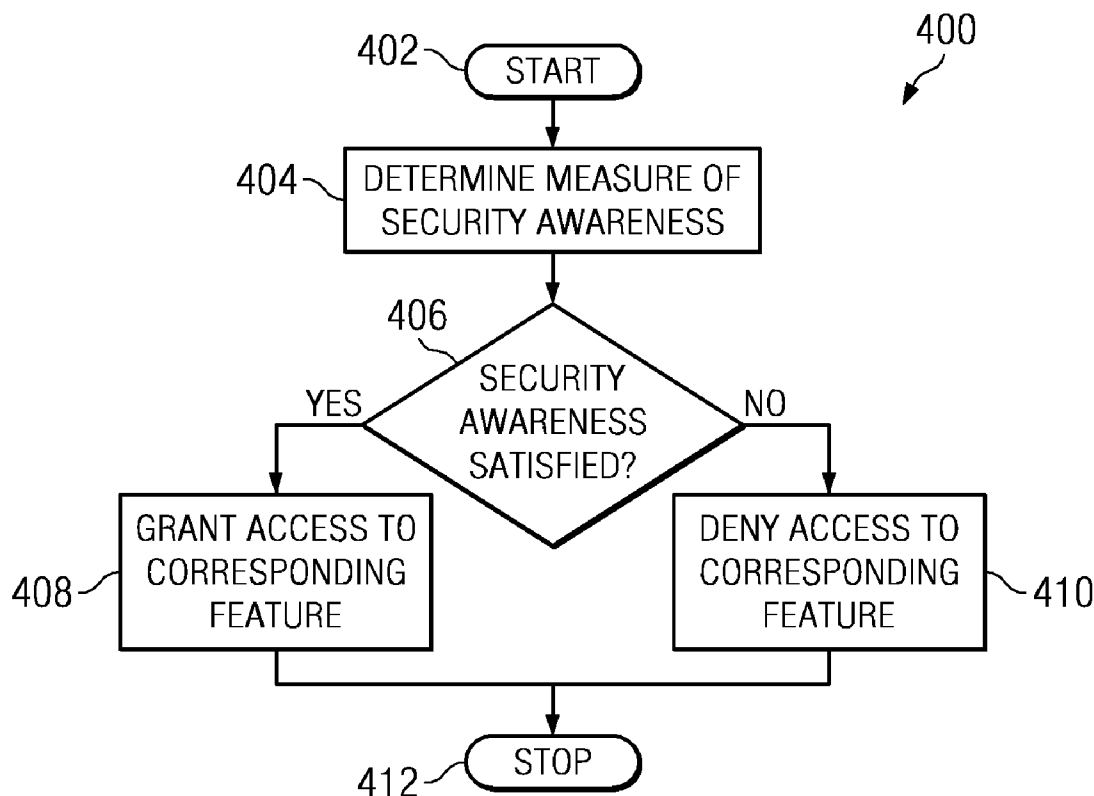 400
402
START
404
DETERMINE MEASURE OF
SECURITY AWARENESS
406
SECURITY
AWARENESS
SATISFIED?
YES
NO
GRANT ACCESS TO
CORRESPONDING
FEATURE
408
DENY ACCESS TO
CORRESPONDING
FEATURE
410
STOP
412